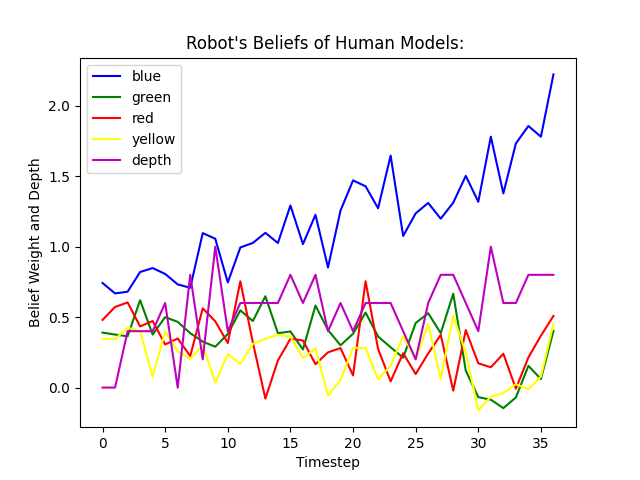 Robot's Beliefs of Human Models:
blue
green
red
yellow
depth
Belief Weight and Depth
2.0
1.5
1.0
0.5
0.0
0 5 10 15 20 25 30 35
Timestep